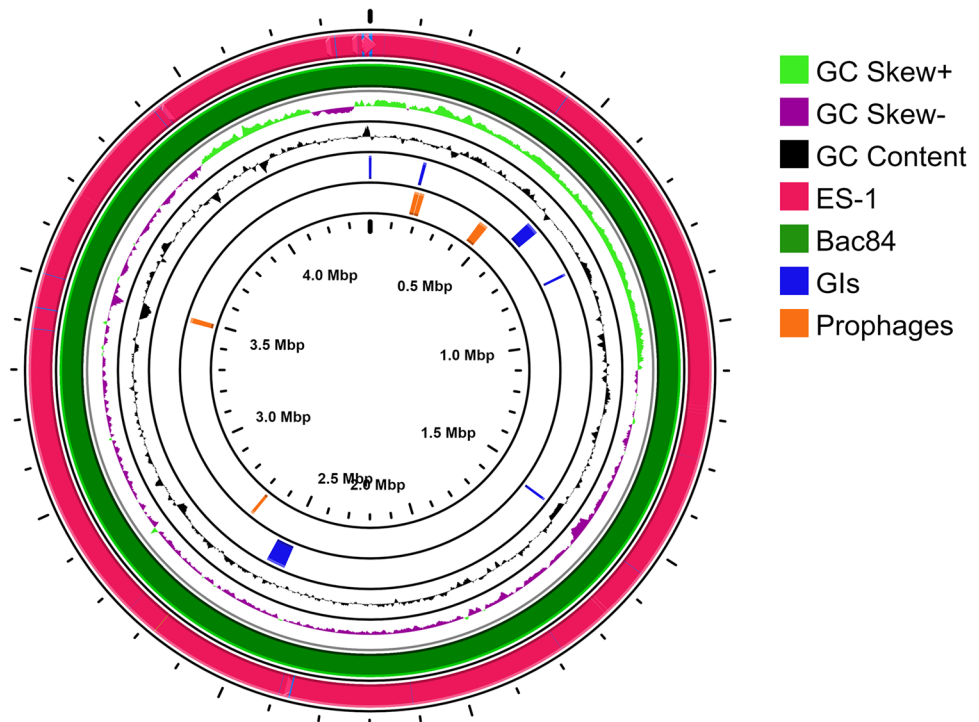 GC Skew+
GC Skew-
GC Content
ES-1
Bac84
GIs
Prophages
4.0 Mbp
0.5 Mbp
3.5 Mbp
1.0 Mbp
3.0 Mbp
1.5 Mbp
2.5 Mbp
2.0 Mbp